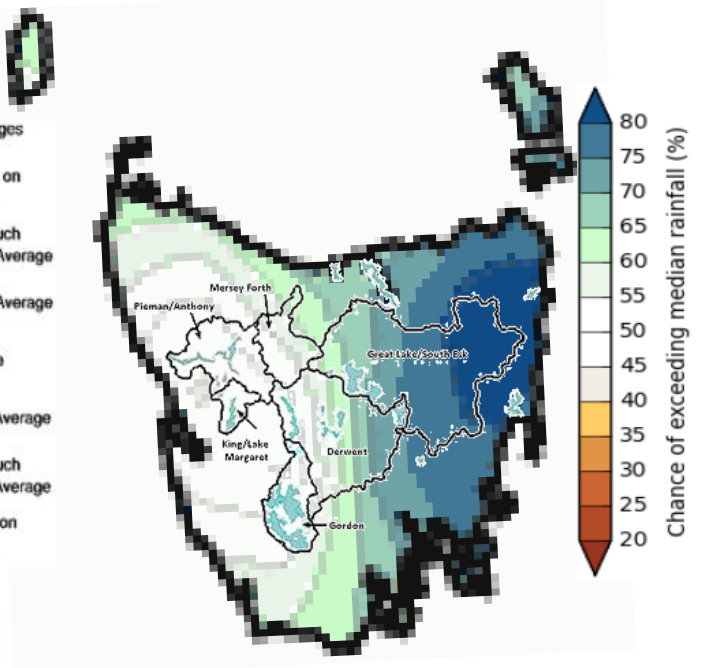 ges
on
uch
Average
Average
e
Average
uch
Average
on
Mersey Forth
Pieman/Anthony
Great Lake/South Esk
King/Lake
Margaret
Derwent
Gordon
80
75
70
65
60
55
50
45
40
35
30
25
20
Chance of exceeding median rainfall (%)